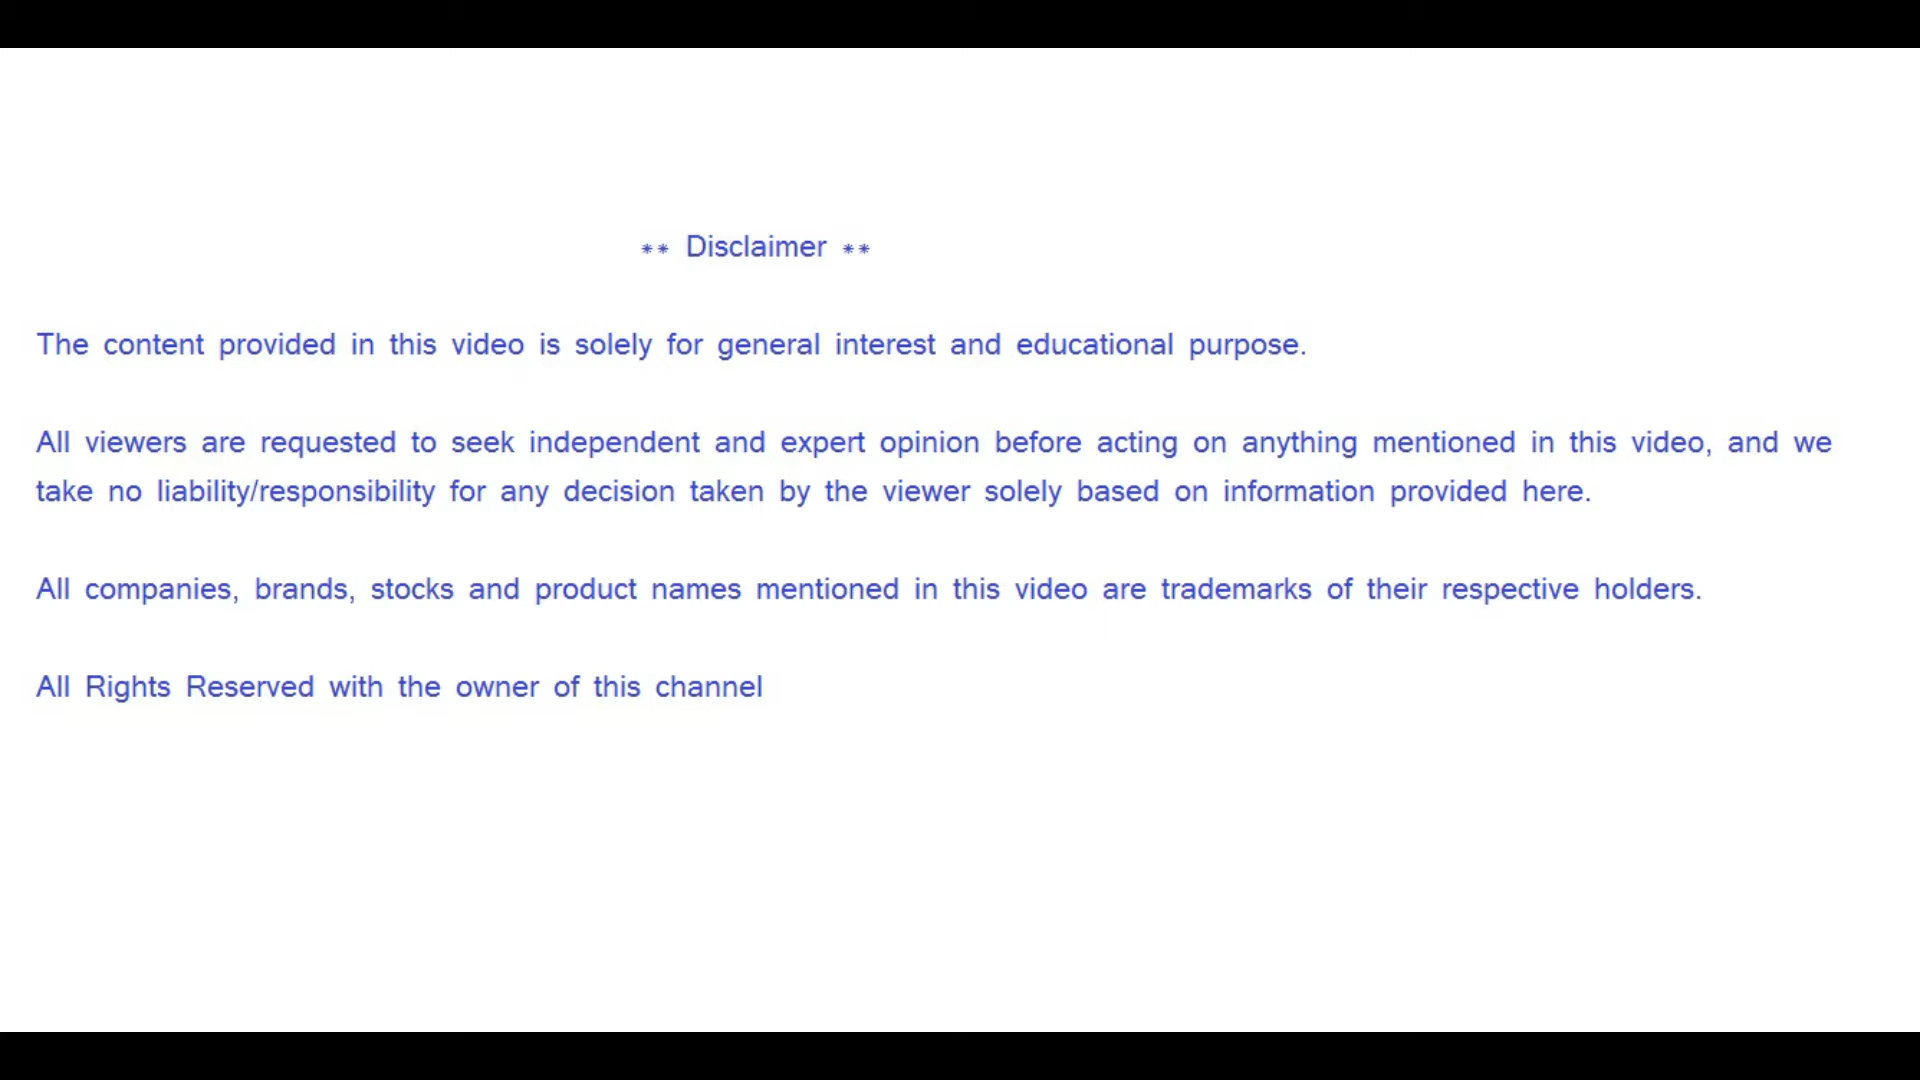 ** Disclaimer **
The content provided in this video is solely for general interest and educational purpose.
All viewers are requested to seek independent and expert opinion before acting on anything mentioned in this video, and we
take no liability/responsibility for any decision taken by the viewer solely based on information provided here.
All companies, brands, stocks and product names mentioned in this video are trademarks of their respective holders.
All Rights Reserved with the owner of this channel